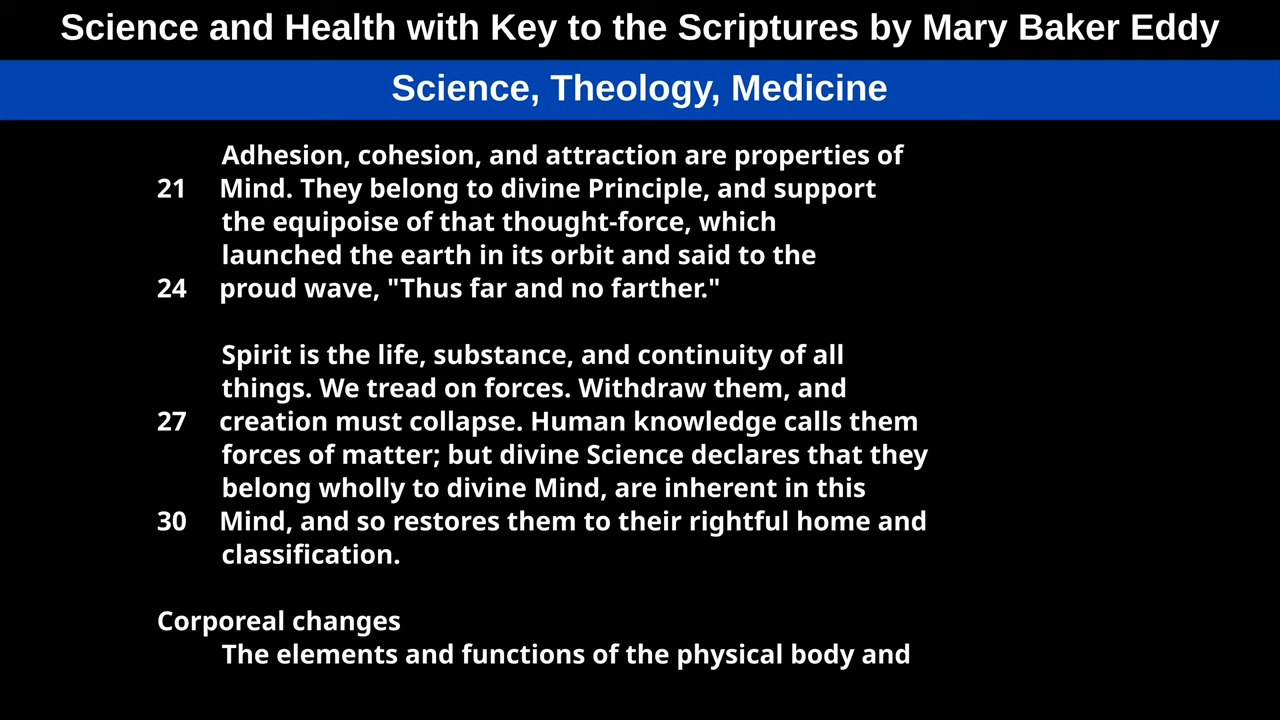 Science and Health with Key to the Scriptures by Mary Baker Eddy
Science, Theology, Medicine
Adhesion, cohesion, and attraction are properties of
21 Mind. They belong to divine Principle, and support
the equipoise of that thought-force, which
launched the earth in its orbit and said to the
24 proud wave, "Thus far and no farther."
Spirit is the life, substance, and continuity of all
things. We tread on forces. Withdraw them, and
27 creation must collapse. Human knowledge calls them
forces of matter; but divine Science declares that they
belong wholly to divine Mind, are inherent in this
30 Mind, and so restores them to their rightful home and
classification.
Corporeal changes
The elements and functions of the physical body and